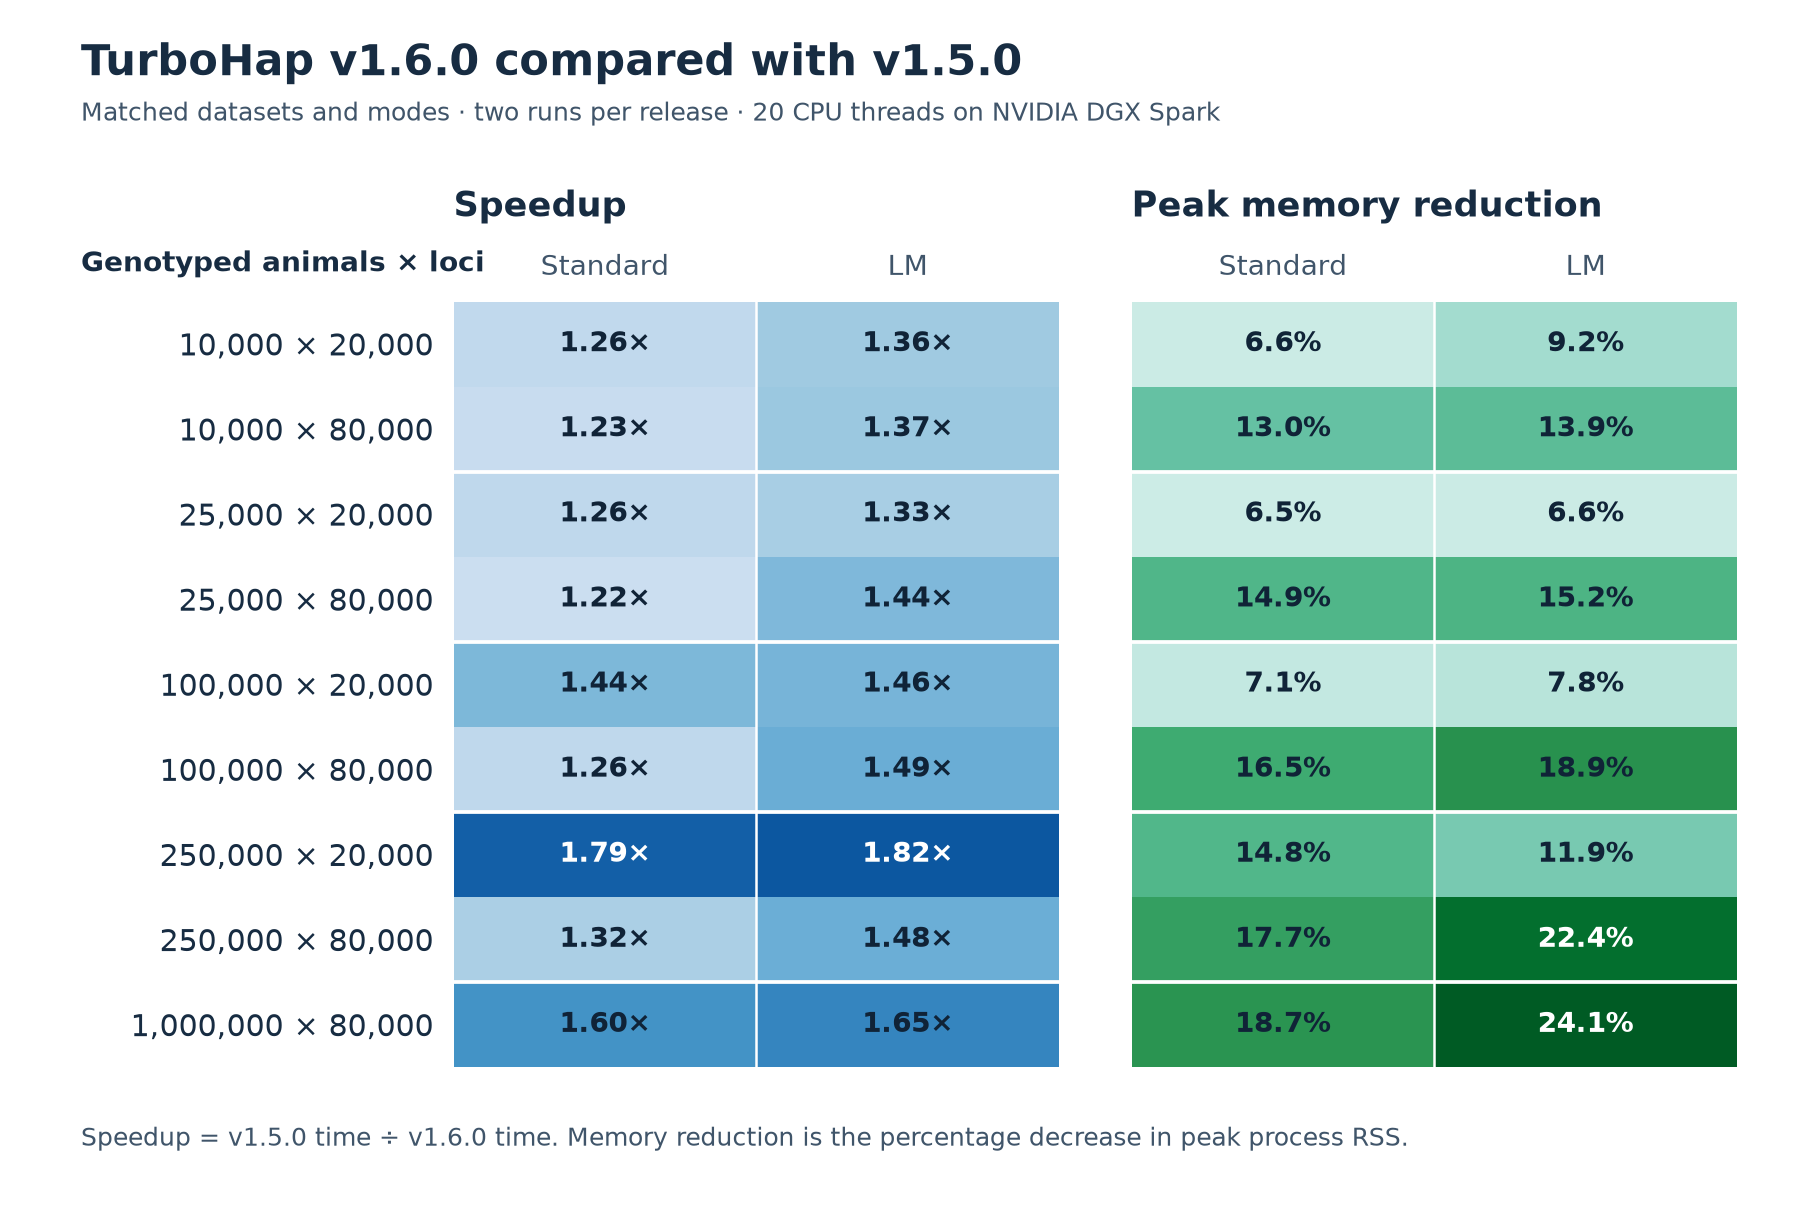 TurboHap v1.6.0 compared with v1.5.0
Matched datasets and modes · two runs per release · 20 CPU threads on NVIDIA DGX Spark
Speedup Peak memory reduction
Genotyped animals × loci Standard LM Standard LM
10,000 × 20,000 1.26× 1.36× 6.6% 9.2%
10,000 × 80,000 1.23× 1.37× 13.0% 13.9%
25,000 × 20,000 1.26× 1.33× 6.5% 6.6%
25,000 × 80,000 1.22× 1.44× 14.9% 15.2%
100,000 × 20,000 1.44× 1.46× 7.1% 7.8%
100,000 × 80,000 1.26× 1.49× 16.5% 18.9%
250,000 × 20,000 1.79× 1.82× 14.8% 11.9%
250,000 × 80,000 1.32× 1.48× 17.7% 22.4%
1,000,000 × 80,000 1.60× 1.65× 18.7% 24.1%
Speedup = v1.5.0 time ÷ v1.6.0 time. Memory reduction is the percentage decrease in peak process RSS.